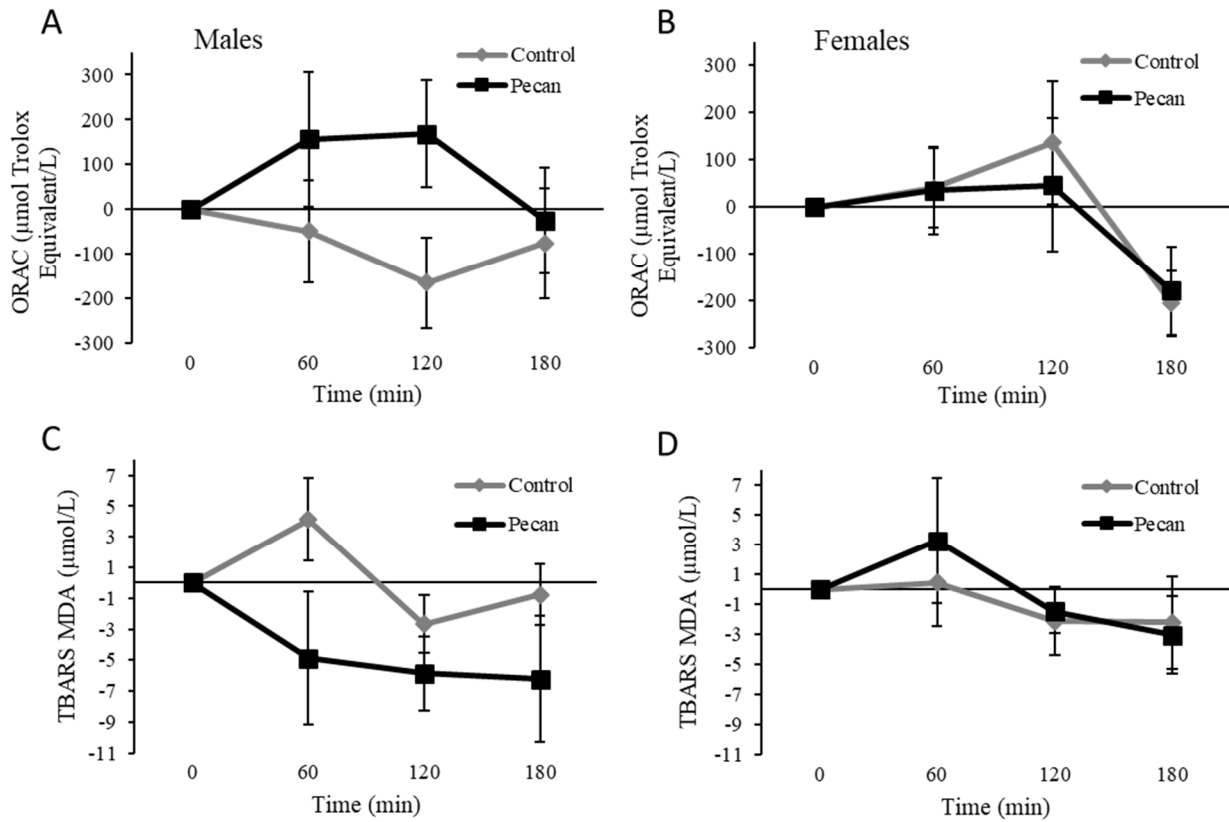 A
Males
Control
Pecan
300
200
100
0
-100
-200
-300
ORAC (µmol Trolox
Equivalent/L)
0
60
120
180
Time (min)
B
Females
Control
Pecan
300
200
100
0
-100
-200
-300
ORAC (µmol Trolox
Equivalent/L)
0
60
120
180
Time (min)
C
Control
Pecan
7
5
3
1
-1
-3
-5
-7
-9
-11
TBARS MDA (µmol/L)
0
60
120
180
Time (min)
D
Control
Pecan
7
5
3
1
-1
-3
-5
-7
-9
-11
TBARS MDA (µmol/L)
0
60
120
180
Time (min)